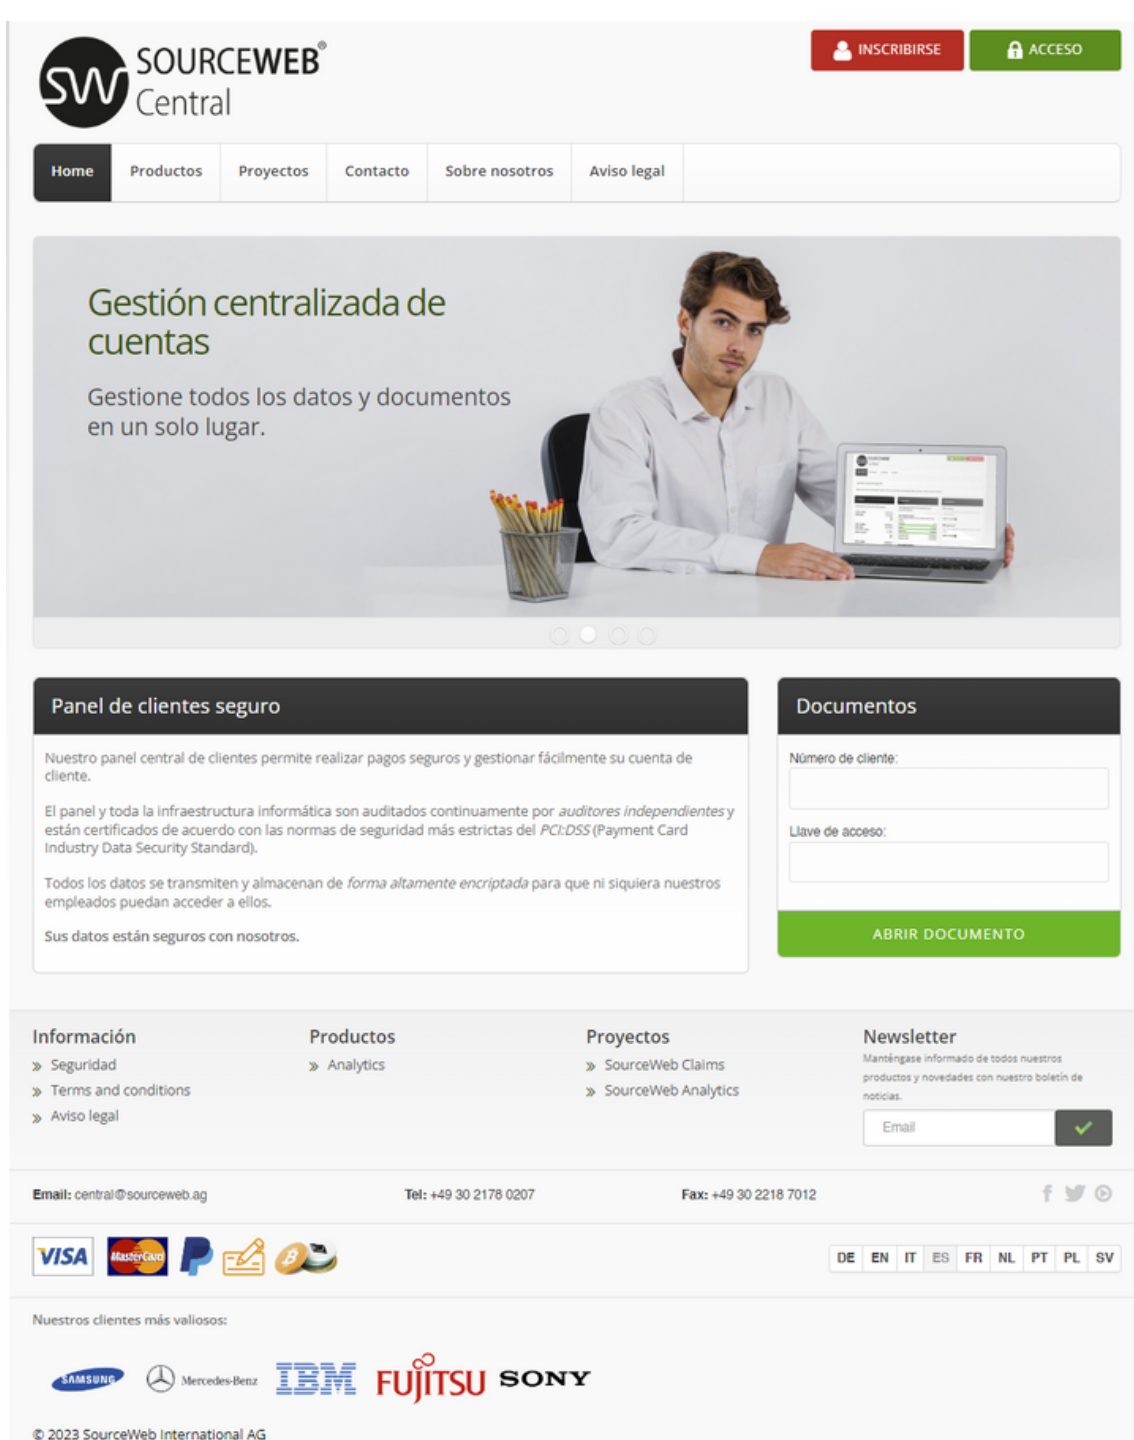 SW
SOURCEWEB®
Central
INSCRIBIRSE
ACCESO
Home
Productos
Proyectos
Contacto
Sobre nosotros
Aviso legal
Gestión centralizada de
cuentas
Gestione todos los datos y documentos
en un solo lugar.
Panel de clientes seguro
Nuestro panel central de clientes permite realizar pagos seguros y gestionar fácilmente su cuenta de
cliente.
El panel y toda la infraestructura informática son auditados continuamente por auditores independientes y
están certificados de acuerdo con las normas de seguridad más estrictas del PCI:DSS (Payment Card
Industry Data Security Standard).
Todos los datos se transmiten y almacenan de forma altamente encriptada para que ni siquiera nuestros
empleados puedan acceder a ellos.
Sus datos están seguros con nosotros.
Documentos
Número de cliente:
Llave de acceso:
ABRIR DOCUMENTO
Información
» Seguridad
» Terms and conditions
» Aviso legal
Productos
» Analytics
Proyectos
» SourceWeb Claims
» SourceWeb Analytics
Newsletter
Manténgase informado de todos nuestros
productos y novedades con nuestro boletín de
noticias.
Email
Email: central@sourceweb.ag
Tel: +49 30 2178 0207
Fax: +49 30 2218 7012
VISA
MasterCard
DE EN IT ES FR NL PT PL SV
Nuestros clientes más valiosos:
SAMSUNG
Mercedes-Benz
IBM
FUJITSU
SONY
© 2023 SourceWeb International AG